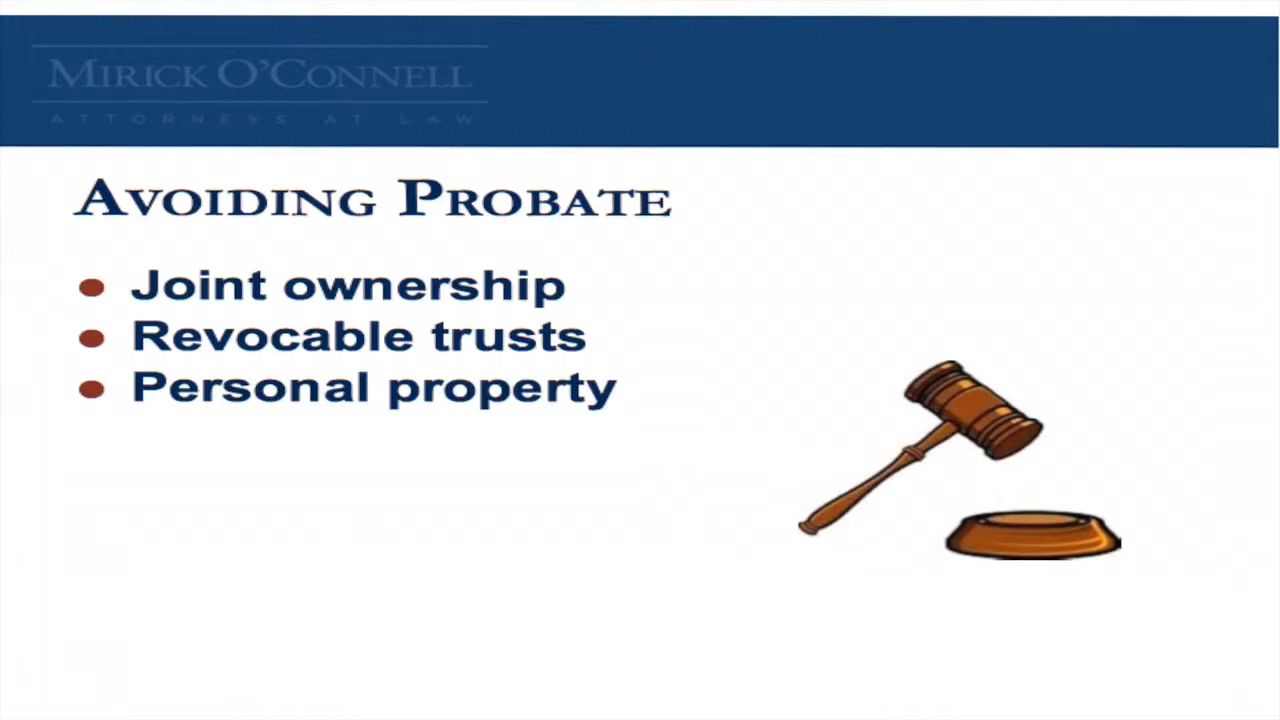 MIRICK O'CONNELL
ATTORNEYS AT LAW
AVOIDING PROBATE
Joint ownership
Revocable trusts
Personal property